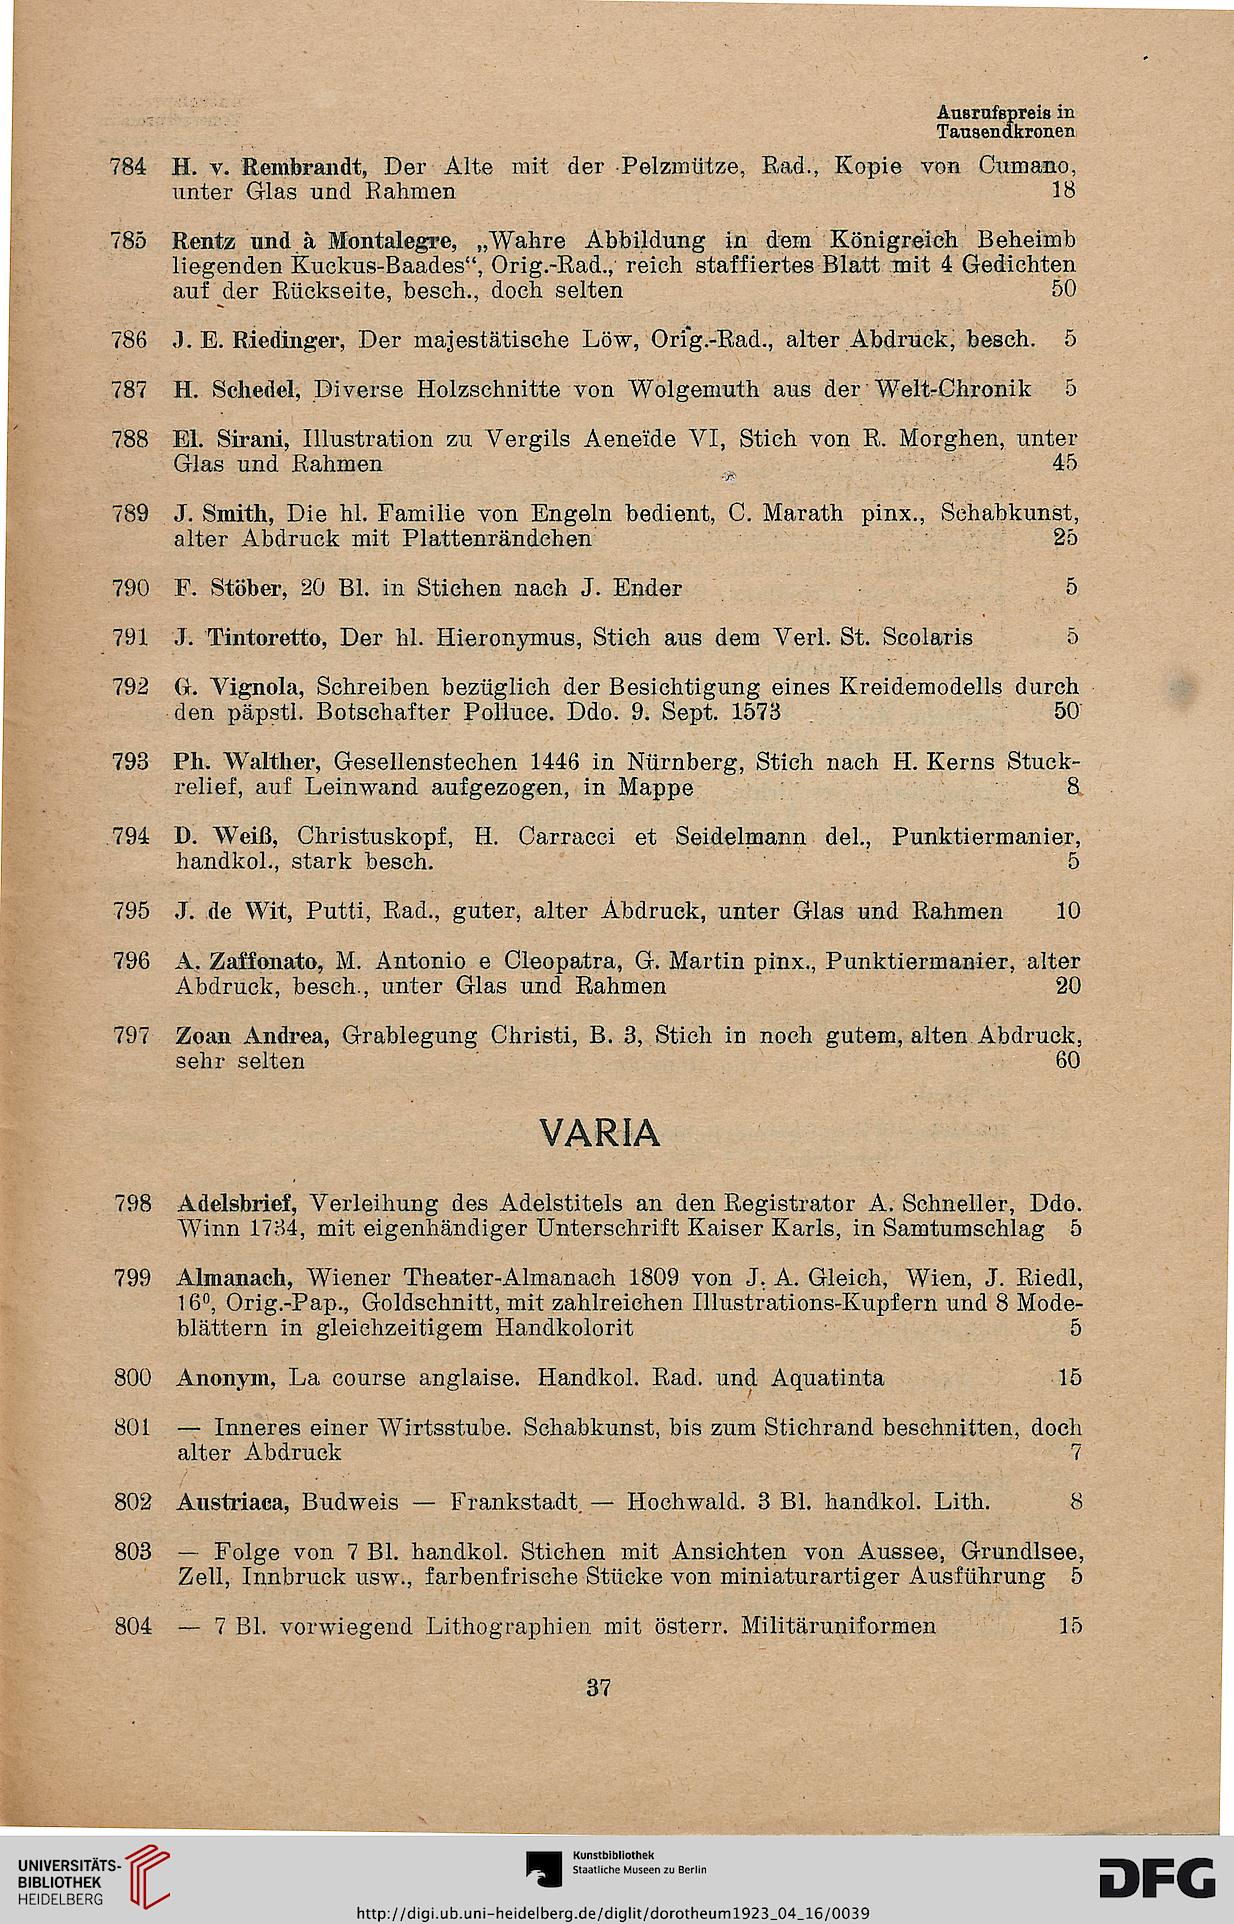 Ausrufspreis in
Tausendkronen
784 H. v. Rembrandt, Der Alte mit der Pelzmütze, Rad., Kopie von Cumano,
unter Glas und Rahmen 18
785 Rentz und à Montalegre, „Wahre Abbildung in dem Königreich Beheimb
liegenden Kuckus-Baades“, Orig.-Rad., reich staffiertes Blatt mit 4 Gedichten
auf der Rückseite, besch., doch selten 50
786 J. E. Riedinger, Der majestätische Löw, Orig.-Rad., alter Abdruck, besch. 5
787 H. Schedel, Diverse Holzschnitte von Wolgemuth aus der Welt-Chronik 5
788 El. Sirani, Illustration zu Vergils Aeneïde VI, Stich von R. Morghen, unter
Glas und Rahmen 45
789 J. Smith, Die hl. Familie von Engeln bedient, C. Marath pinx., Schabkunst,
alter Abdruck mit Plattenrändchen 25
790 F. Stöber, 20 Bl. in Stichen nach J. Ender 5
791 J. Tintoretto, Der hl. Hieronymus, Stich aus dem Verl. St. Scolaris 5
792 G. Vignola, Schreiben bezüglich der Besichtigung eines Kreidemodells durch
den päpstl. Botschafter Polluce. Ddo. 9. Sept. 1573 50
793 Ph. Walther, Gesellenstechen 1446 in Nürnberg, Stich nach H. Kerns Stuck-
relief, auf Leinwand aufgezogen, in Mappe 8
794 D. Weiß, Christuskopf, H. Carracci et Seidelmann del., Punktiermanier,
handkol., stark besch. 5
795 J. de Wit, Putti, Rad., guter, alter Abdruck, unter Glas und Rahmen 10
796 A. Zaffonato, M. Antonio e Cleopatra, G. Martin pinx., Punktiermanier, alter
Abdruck, besch., unter Glas und Rahmen 20
797 Zoan Andrea, Grablegung Christi, B. 3, Stich in noch gutem, alten Abdruck,
sehr selten 60
VARIA
798 Adelsbrief, Verleihung des Adelstitels an den Registrator A. Schneller, Ddo.
Winn 1734, mit eigenhändiger Unterschrift Kaiser Karls, in Samtumschlag 5
799 Almanach, Wiener Theater-Almanach 1809 von J. A. Gleich, Wien, J. Riedl,
16⁰, Orig.-Pap., Goldschnitt, mit zahlreichen Illustrations-Kupfern und 8 Mode-
blättern in gleichzeitigem Handkolorit 5
800 Anonym, La course anglaise. Handkol. Rad. und Aquatinta 15
801 — Inneres einer Wirtsstube. Schabkunst, bis zum Stichrand beschnitten, doch
alter Abdruck 7
802 Austriaca, Budweis — Frankstadt — Hochwald. 3 Bl. handkol. Lith. 8
803 — Folge von 7 Bl. handkol. Stichen mit Ansichten von Aussee, Grundlsee,
Zell, Innbruck usw., farbenfrische Stücke von miniaturartiger Ausführung 5
804 — 7 Bl. vorwiegend Lithographien mit österr. Militäruniformen 15
37
UNIVERSITÄTS-
BIBLIOTHEK
HEIDELBERG
Kunstbibliothek
Staatliche Museen zu Berlin
DFG
http://digi.ub.uni-heidelberg.de/diglit/dorotheum1923_04_16/0039